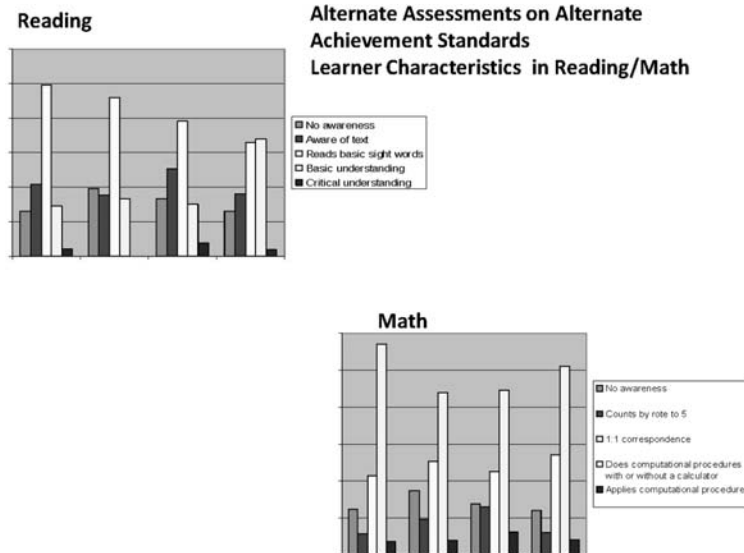 Reading
Alternate Assessments on Alternate
Achievement Standards
Learner Characteristics in Reading/Math
No awareness
Aware of text
Reads basic sight words
Basic understanding
Critical understanding
Math
No awareness
Counts by rote to 5
1:1 correspondence
Does computational procedures
with or without a calculator
Applies computational procedure